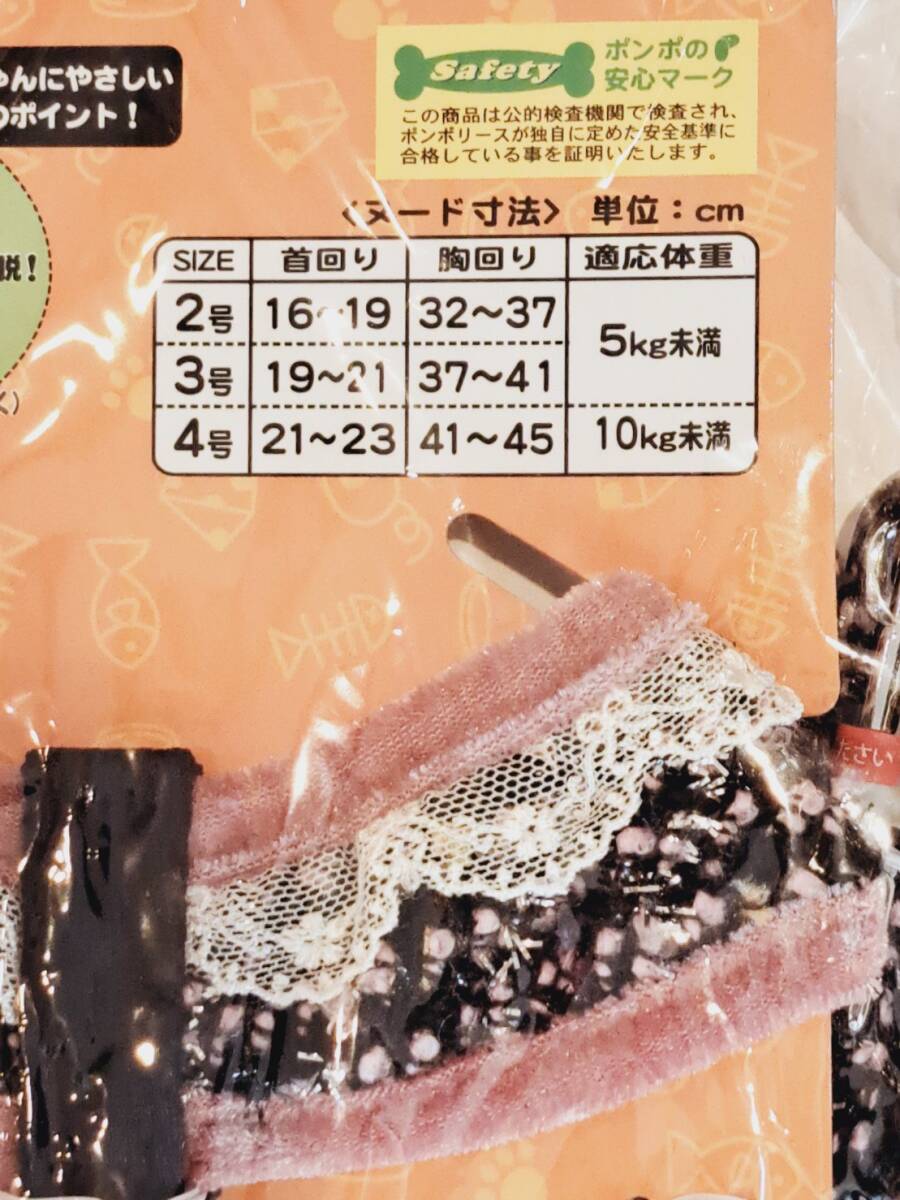 んにやさしい
ポイント!
Safety
ポンポの
安心マーク
この商品は公的検査機関で検査され、
ポンポリースが独自に定めた安全基準に
合格している事を証明いたします。
脱!
<ヌード寸法> 単位:cm
SIZE 首回り 胸回り 適応体重
2号 16~19 32~37 5kg未満
3号 19~21 37~41
4号 21~23 41~45 10kg未満
ださい